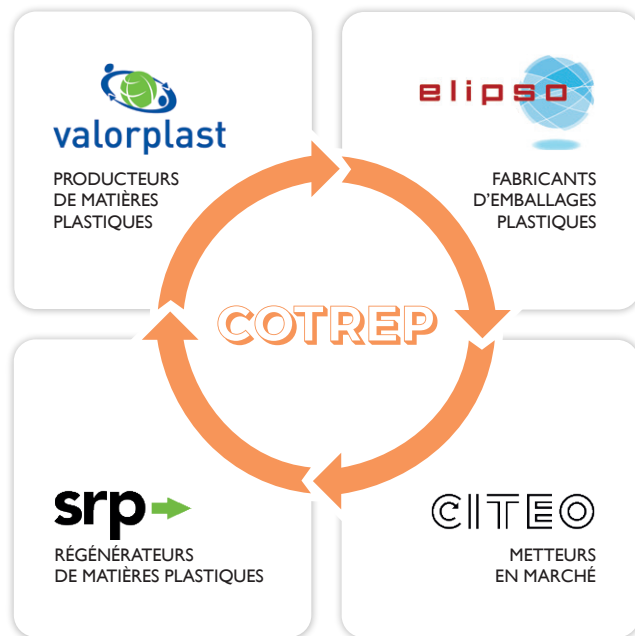 valorplast
PRODUCTEURS
DE MATIÈRES
PLASTIQUES
elipso
FABRICANTS
D'EMBALLAGES
PLASTIQUES
COTREP
srp
RÉGÉNÉRATEURS
DE MATIÈRES PLASTIQUES
CITEO
METTEURS
EN MARCHÉ